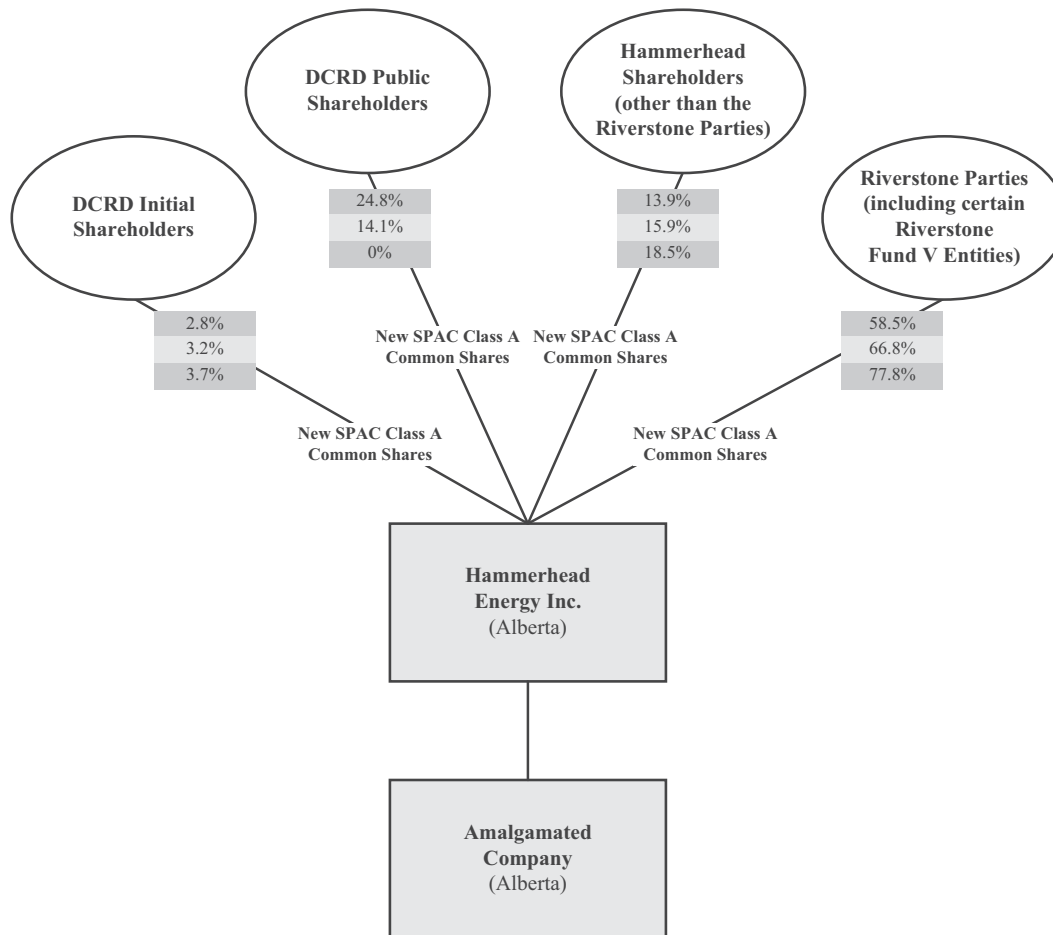 DCRD Initial
Shareholders
2.8%
3.2%
3.7%
New SPAC Class A
Common Shares
DCRD Public
Shareholders
24.8%
14.1%
0%
New SPAC Class A
Common Shares
Hammerhead
Shareholders
(other than the
Riverstone Parties)
13.9%
15.9%
18.5%
New SPAC Class A
Common Shares
Riverstone Parties
(including certain
Riverstone
Fund V Entities)
58.5%
66.8%
77.8%
New SPAC Class A
Common Shares
Hammerhead
Energy Inc.
(Alberta)
Amalgamated
Company
(Alberta)